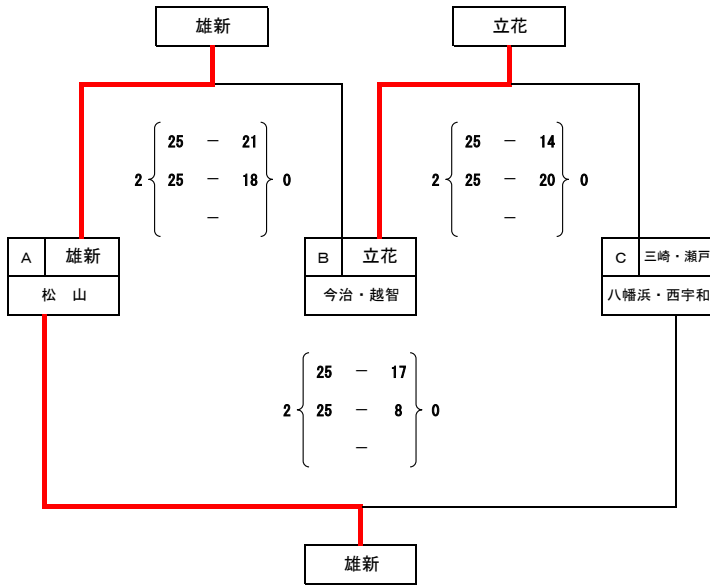 雄新 立花
25 － 21 25 － 14
2 25 － 18 0 2 25 － 20 0
－ －
A 雄新 B 立花 C 三崎・瀬戸
松 山 今治・越智 八幡浜・西宇和
25 － 17
2 25 － 8 0
－
雄新